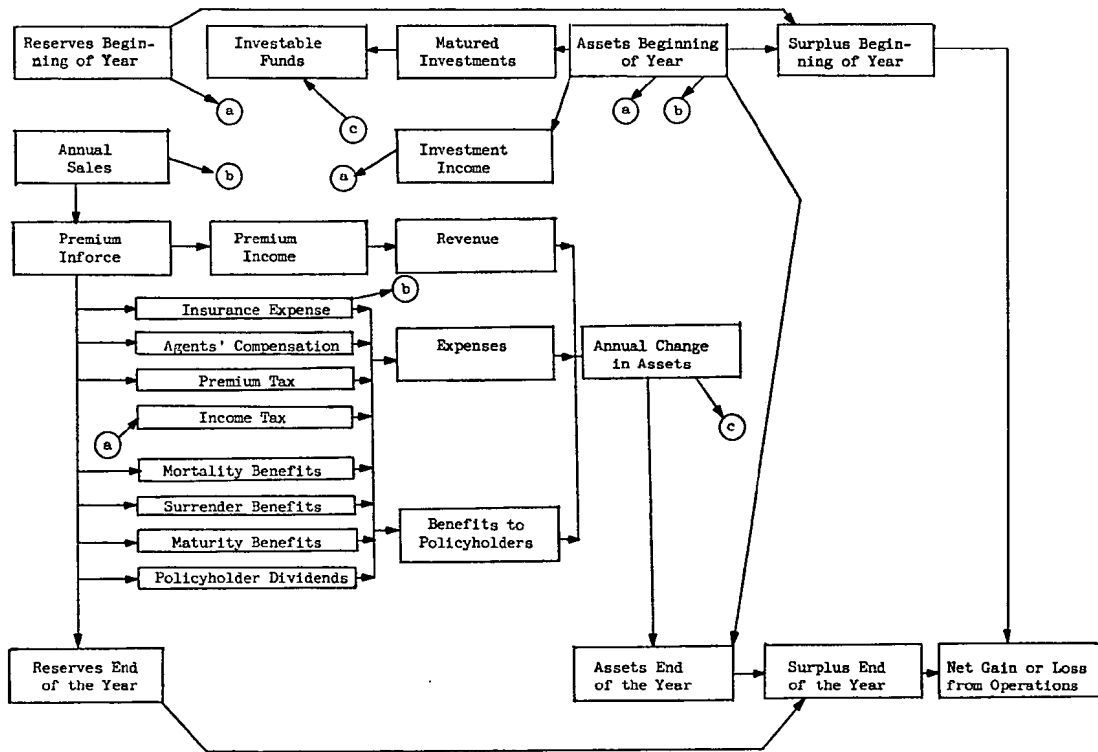 Reserves Begin-
ning of Year
Investable
Funds
Matured
Investments
Assets Beginning
of Year
Surplus Begin-
ning of Year
a
c
a
b
Annual
Sales
b
a
Investment
Income
Premium
Inforce
Premium
Income
Revenue
b
Insurance Expense
Agents' Compensation
Premium Tax
Income Tax
a
Expenses
Annual Change
in Assets
c
Mortality Benefits
Surrender Benefits
Maturity Benefits
Policyholder Dividends
Benefits to
Policyholders
Reserves End
of the Year
Assets End
of the Year
Surplus End
of the Year
Net Gain or Loss
from Operations